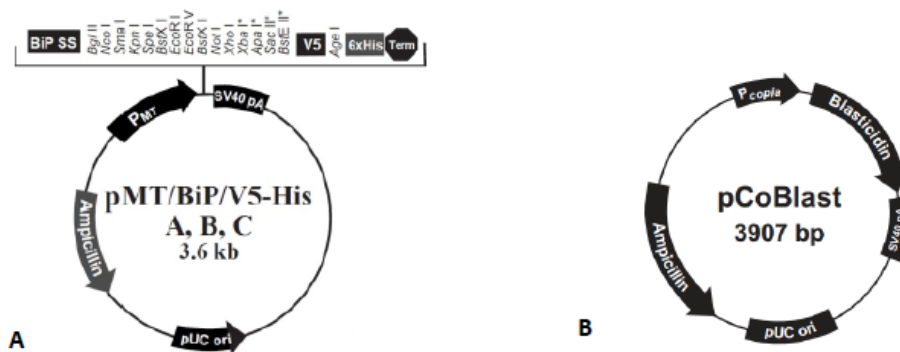 BiP SS Bgl II Nco I Sma I Kpn I Spe I BstX I EcoR I EcoR V BstX I Not I Xho I Xba I* Apa I* Sac II* BstE II* V5 Age I 6xHis Term
PMT
SV40 pA
Ampicillin
pUC ori
pMT/BiP/V5-His
A, B, C
3.6 kb
A
Pcopia
Blasticidin
SV40 pA
Ampicillin
pUC ori
pCoBlast
3907 bp
B